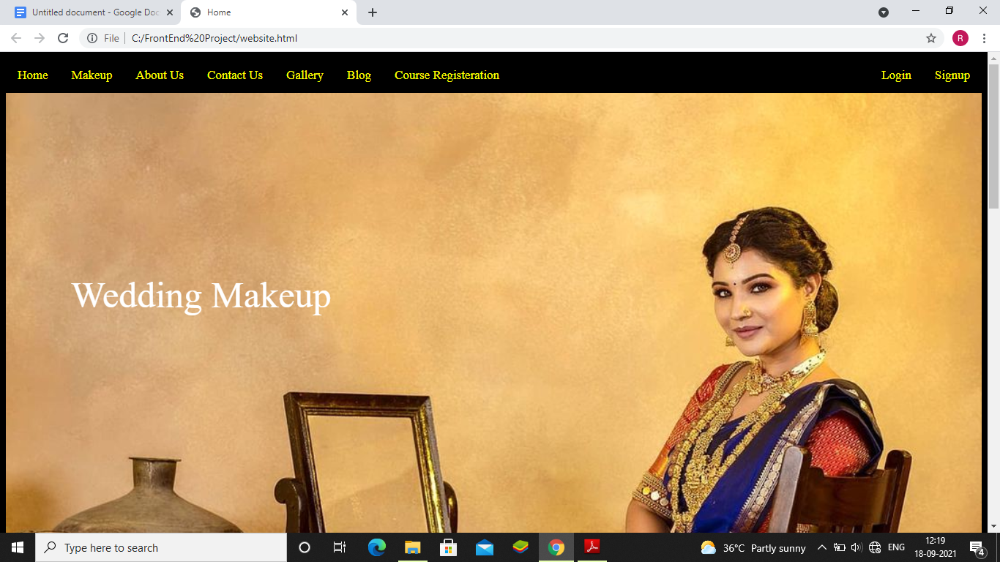 Untitled document - Google Doc
Home
File
C:/FrontEnd%20Project/website.html
R
Home Makeup About Us Contact Us Gallery Blog Course Registeration Login Signup
Wedding Makeup
Type here to search
36°C Partly sunny
ENG
12:19
18-09-2021
4